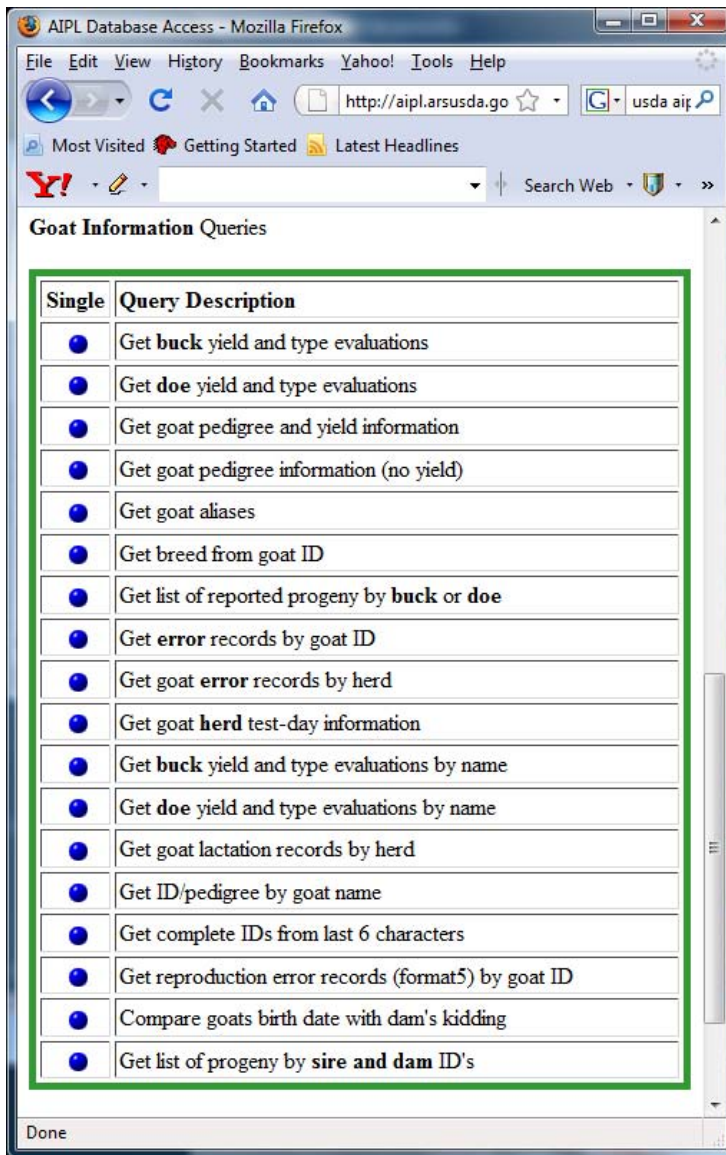 AIPL Database Access - Mozilla Firefox
File Edit View History Bookmarks Yahoo! Tools Help
http://aipl.arsusda.go G usda aip
Most Visited Getting Started Latest Headlines
Y! Search Web »
Goat Information Queries
Single Query Description
Get buck yield and type evaluations
Get doe yield and type evaluations
Get goat pedigree and yield information
Get goat pedigree information (no yield)
Get goat aliases
Get breed from goat ID
Get list of reported progeny by buck or doe
Get error records by goat ID
Get goat error records by herd
Get goat herd test-day information
Get buck yield and type evaluations by name
Get doe yield and type evaluations by name
Get goat lactation records by herd
Get ID/pedigree by goat name
Get complete IDs from last 6 characters
Get reproduction error records (format5) by goat ID
Compare goats birth date with dam's kidding
Get list of progeny by sire and dam ID's
Done